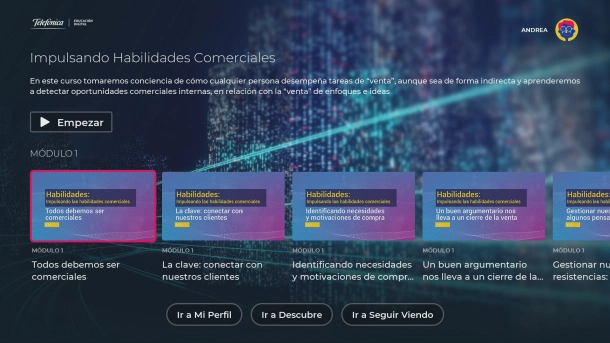 Telefónica
EDUCACIÓN
DIGITAL
ANDREA
Impulsando Habilidades Comerciales
En este curso tomaremos conciencia de cómo cualquier persona desempeña tareas de “venta”, aunque sea de forma indirecta y aprenderemos
a detectar oportunidades comerciales internas, en relación con la “venta” de enfoques e ideas
Empezar
MÓDULO 1
Habilidades:
Impulsando las habilidades comerciales
Todos debemos ser
comerciales
MÓDULO 1
Todos debemos ser
comerciales
Habilidades:
Impulsando las habilidades comerciales
La clave: conectar con
nuestros clientes
MÓDULO 1
La clave: conectar con
nuestros clientes
Habilidades:
Impulsando las habilidades comerciales
Identificando necesidades
y motivaciones de compra
MÓDULO 1
Identificando necesidades
y motivaciones de compr...
Habilidades:
Impulsando las habilidades comerciales
Un buen argumentario nos
lleva a un cierre de la venta
MÓDULO 1
Un buen argumentario
nos lleva a un cierre de la...
Habilidades:
Impulsando las hab
Gestionar nue
algunos pensa
MÓDULO 1
Gestionar nu
resistencias:
Ir a Mi Perfil
Ir a Descubre
Ir a Seguir Viendo